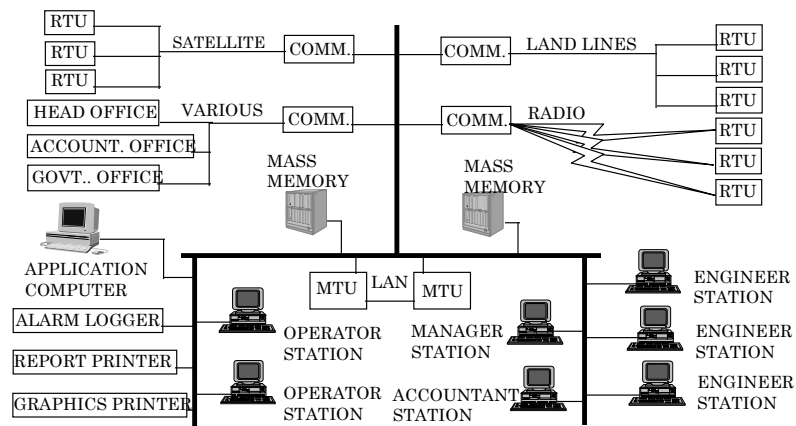 RTU
RTU
RTU
SATELLITE
COMM.
COMM.
LAND LINES
RTU
RTU
RTU
HEAD OFFICE
ACCOUNT. OFFICE
GOVT.. OFFICE
VARIOUS
COMM.
COMM.
RADIO
RTU
RTU
RTU
MASS
MEMORY
MASS
MEMORY
APPLICATION
COMPUTER
MTU
LAN
MTU
ENGINEER
STATION
ALARM LOGGER
OPERATOR
STATION
MANAGER
STATION
ENGINEER
STATION
REPORT PRINTER
GRAPHICS PRINTER
OPERATOR
STATION
ACCOUNTANT
STATION
ENGINEER
STATION